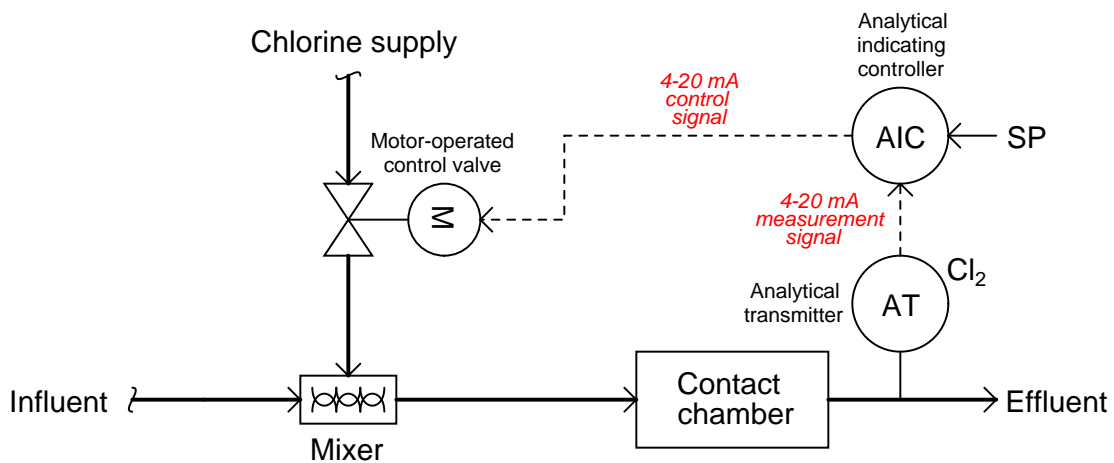 Chlorine supply
Analytical
indicating
controller
4-20 mA
control
signal
AIC
SP
Motor-operated
control valve
M
4-20 mA
measurement
signal
Cl2
Analytical
transmitter
AT
Influent
Mixer
Contact
chamber
Effluent